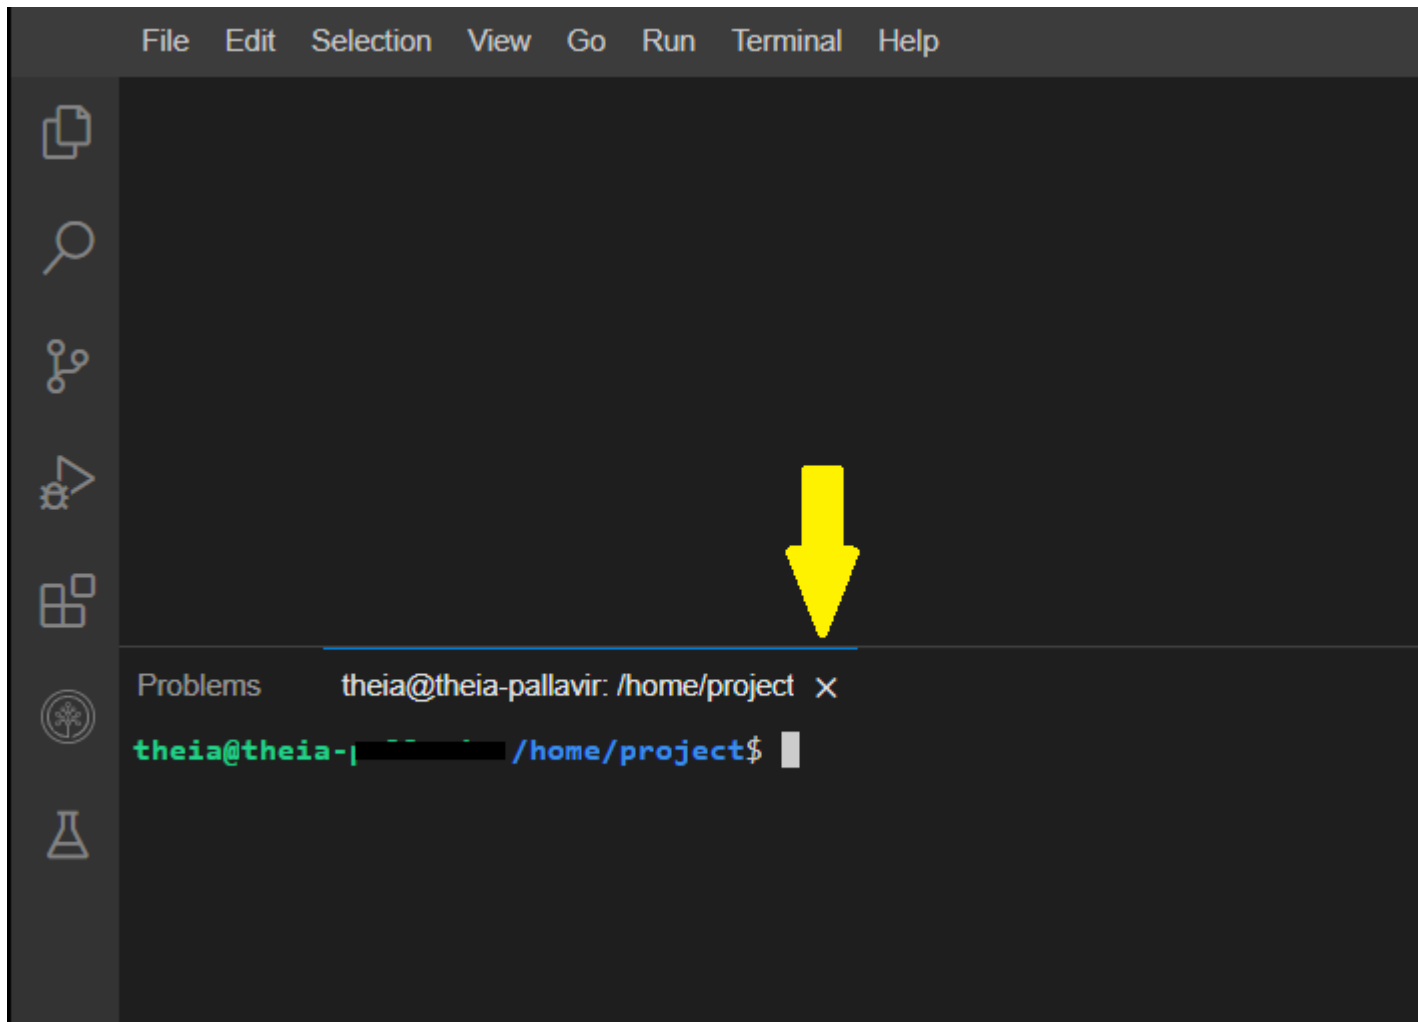 File Edit Selection View Go Run Terminal Help
Problems theia@theia-pallavir: /home/project ×
theia@theia- /home/project$